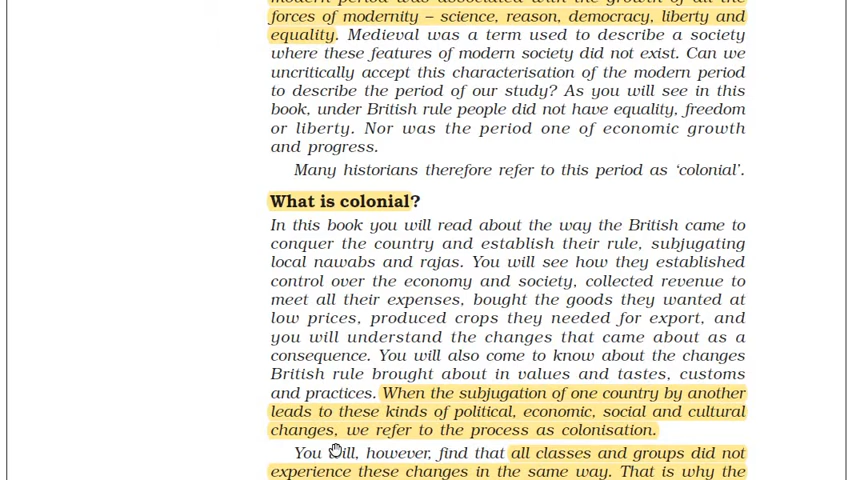 modern period was associated with the growth of all the
forces of modernity – science, reason, democracy, liberty and
equality. Medieval was a term used to describe a society
where these features of modern society did not exist. Can we
uncritically accept this characterisation of the modern period
to describe the period of our study? As you will see in this
book, under British rule people did not have equality, freedom
or liberty. Nor was the period one of economic growth
and progress.
Many historians therefore refer to this period as ‘colonial’.
What is colonial?
In this book you will read about the way the British came to
conquer the country and establish their rule, subjugating
local nawabs and rajas. You will see how they established
control over the economy and society, collected revenue to
meet all their expenses, bought the goods they wanted at
low prices, produced crops they needed for export, and
you will understand the changes that came about as a
consequence. You will also come to know about the changes
British rule brought about in values and tastes, customs
and practices. When the subjugation of one country by another
leads to these kinds of political, economic, social and cultural
changes, we refer to the process as colonisation.
You will, however, find that all classes and groups did not
experience these changes in the same way. That is why the